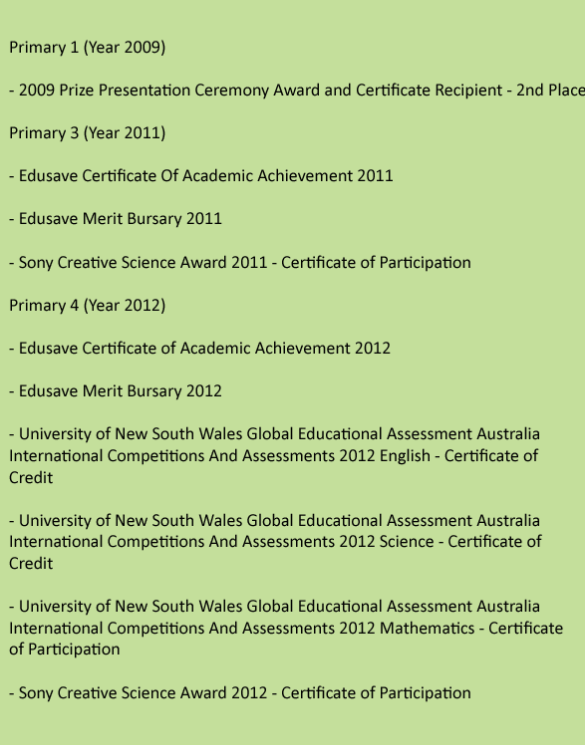 Primary 1 (Year 2009)
- 2009 Prize Presentation Ceremony Award and Certificate Recipient - 2nd Place
Primary 3 (Year 2011)
- Edusave Certificate Of Academic Achievement 2011
- Edusave Merit Bursary 2011
- Sony Creative Science Award 2011 - Certificate of Participation
Primary 4 (Year 2012)
- Edusave Certificate of Academic Achievement 2012
- Edusave Merit Bursary 2012
- University of New South Wales Global Educational Assessment Australia
International Competitions And Assessments 2012 English - Certificate of
Credit
- University of New South Wales Global Educational Assessment Australia
International Competitions And Assessments 2012 Science - Certificate of
Credit
- University of New South Wales Global Educational Assessment Australia
International Competitions And Assessments 2012 Mathematics - Certificate
of Participation
- Sony Creative Science Award 2012 - Certificate of Participation